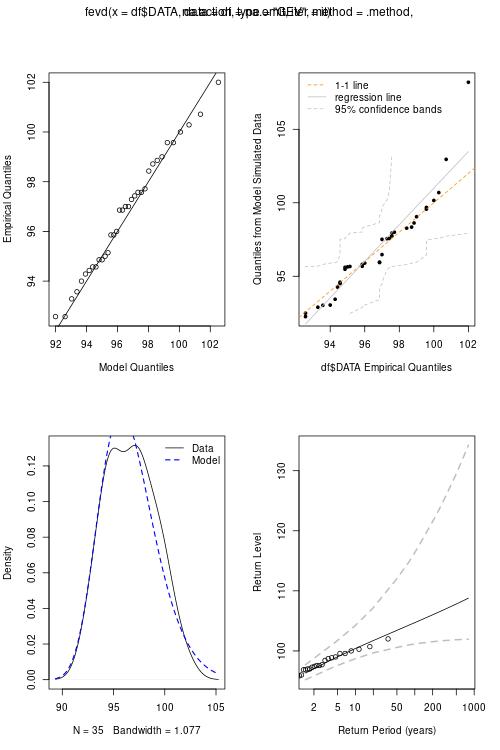 fevd(x = df$DATA, method = .method,
102
100
98
96
94
Empirical Quantiles
92 94 96 98 100 102
Model Quantiles
1-1 line
regression line
95% confidence bands
105
100
95
Quantiles from Model Simulated Data
94 96 98 100 102
df$DATA Empirical Quantiles
Data
Model
0.12
0.10
0.08
0.06
0.04
0.02
0.00
Density
90 95 100 105
N = 35 Bandwidth = 1.077
130
120
110
100
Return Level
2 5 10 50 200 1000
Return Period (years)